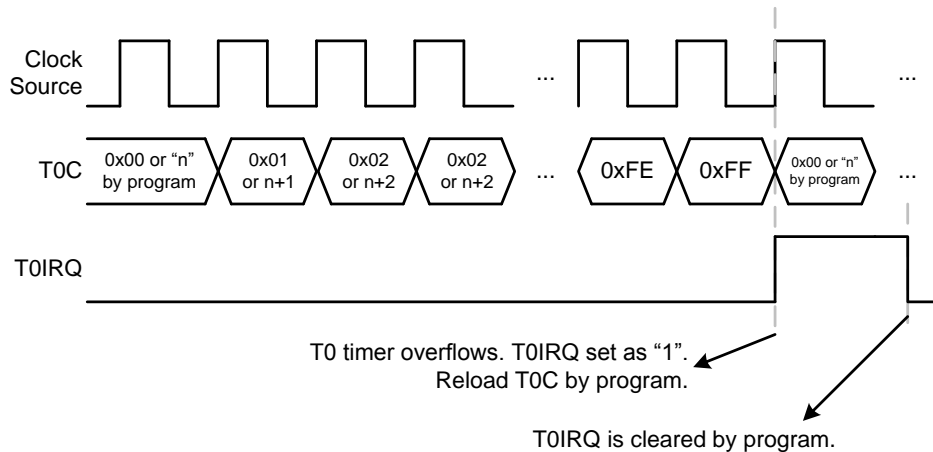 Clock
Source
...
...
T0C
0x00 or “n”
by program
0x01
or n+1
0x02
or n+2
0x02
or n+2
...
0xFE
0xFF
0x00 or “n”
by program
...
T0IRQ
T0 timer overflows. T0IRQ set as “1”.
Reload T0C by program.
T0IRQ is cleared by program.